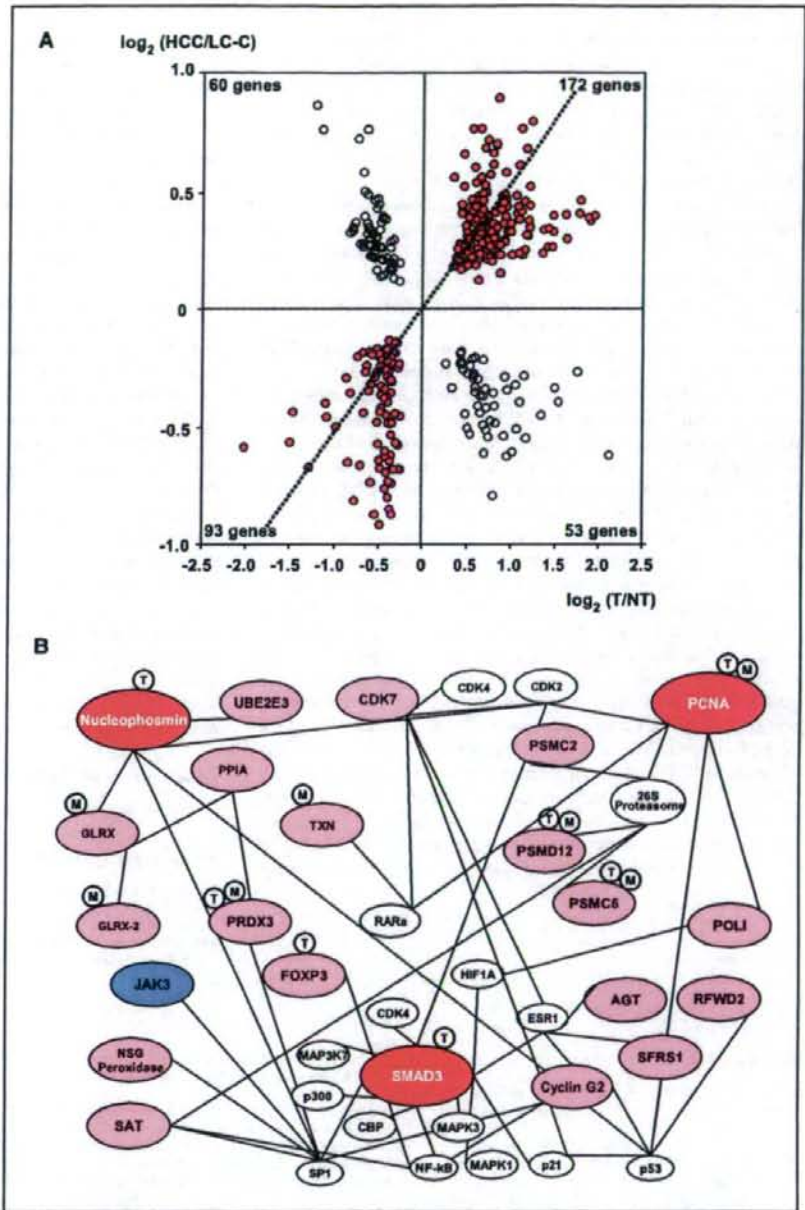 A
log2 (HCC/LC-C)
1.0
60 genes
172 genes
0.5
0
-0.5
93 genes
53 genes
-1.0
-2.5 -2.0 -1.5 -1.0 -0.5 0 0.5 1.0 1.5 2.0 2.5
log2 (T/NT)
B
T
T M
Nucleophosmin
UBE2E3
CDK7
CDK4
CDK2
PCNA
PPIA
PSMC2
M
GLRX
M
TXN
26S
Proteasome
T M
PSMD12
M
GLRX-2
T M
PRDX3
RARa
T M
PSMC6
POLI
JAK3
T
FOXP3
HIF1A
AGT
RFWD2
CDK4
ESR1
NSG
Peroxidase
MAP3K7
T
SMAD3
Cyclin G2
SFRS1
p300
SAT
CBP
MAPK3
SP1
NF-kB
MAPK1
p21
p53